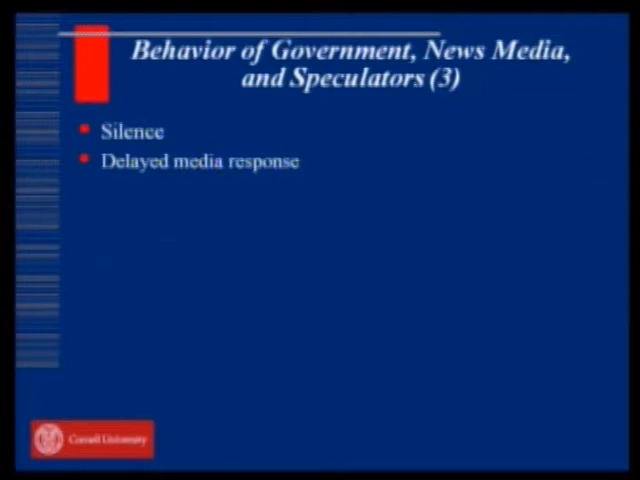 Behavior of Government, News Media,
and Speculators (3)
Silence
Delayed media response
Cornell University